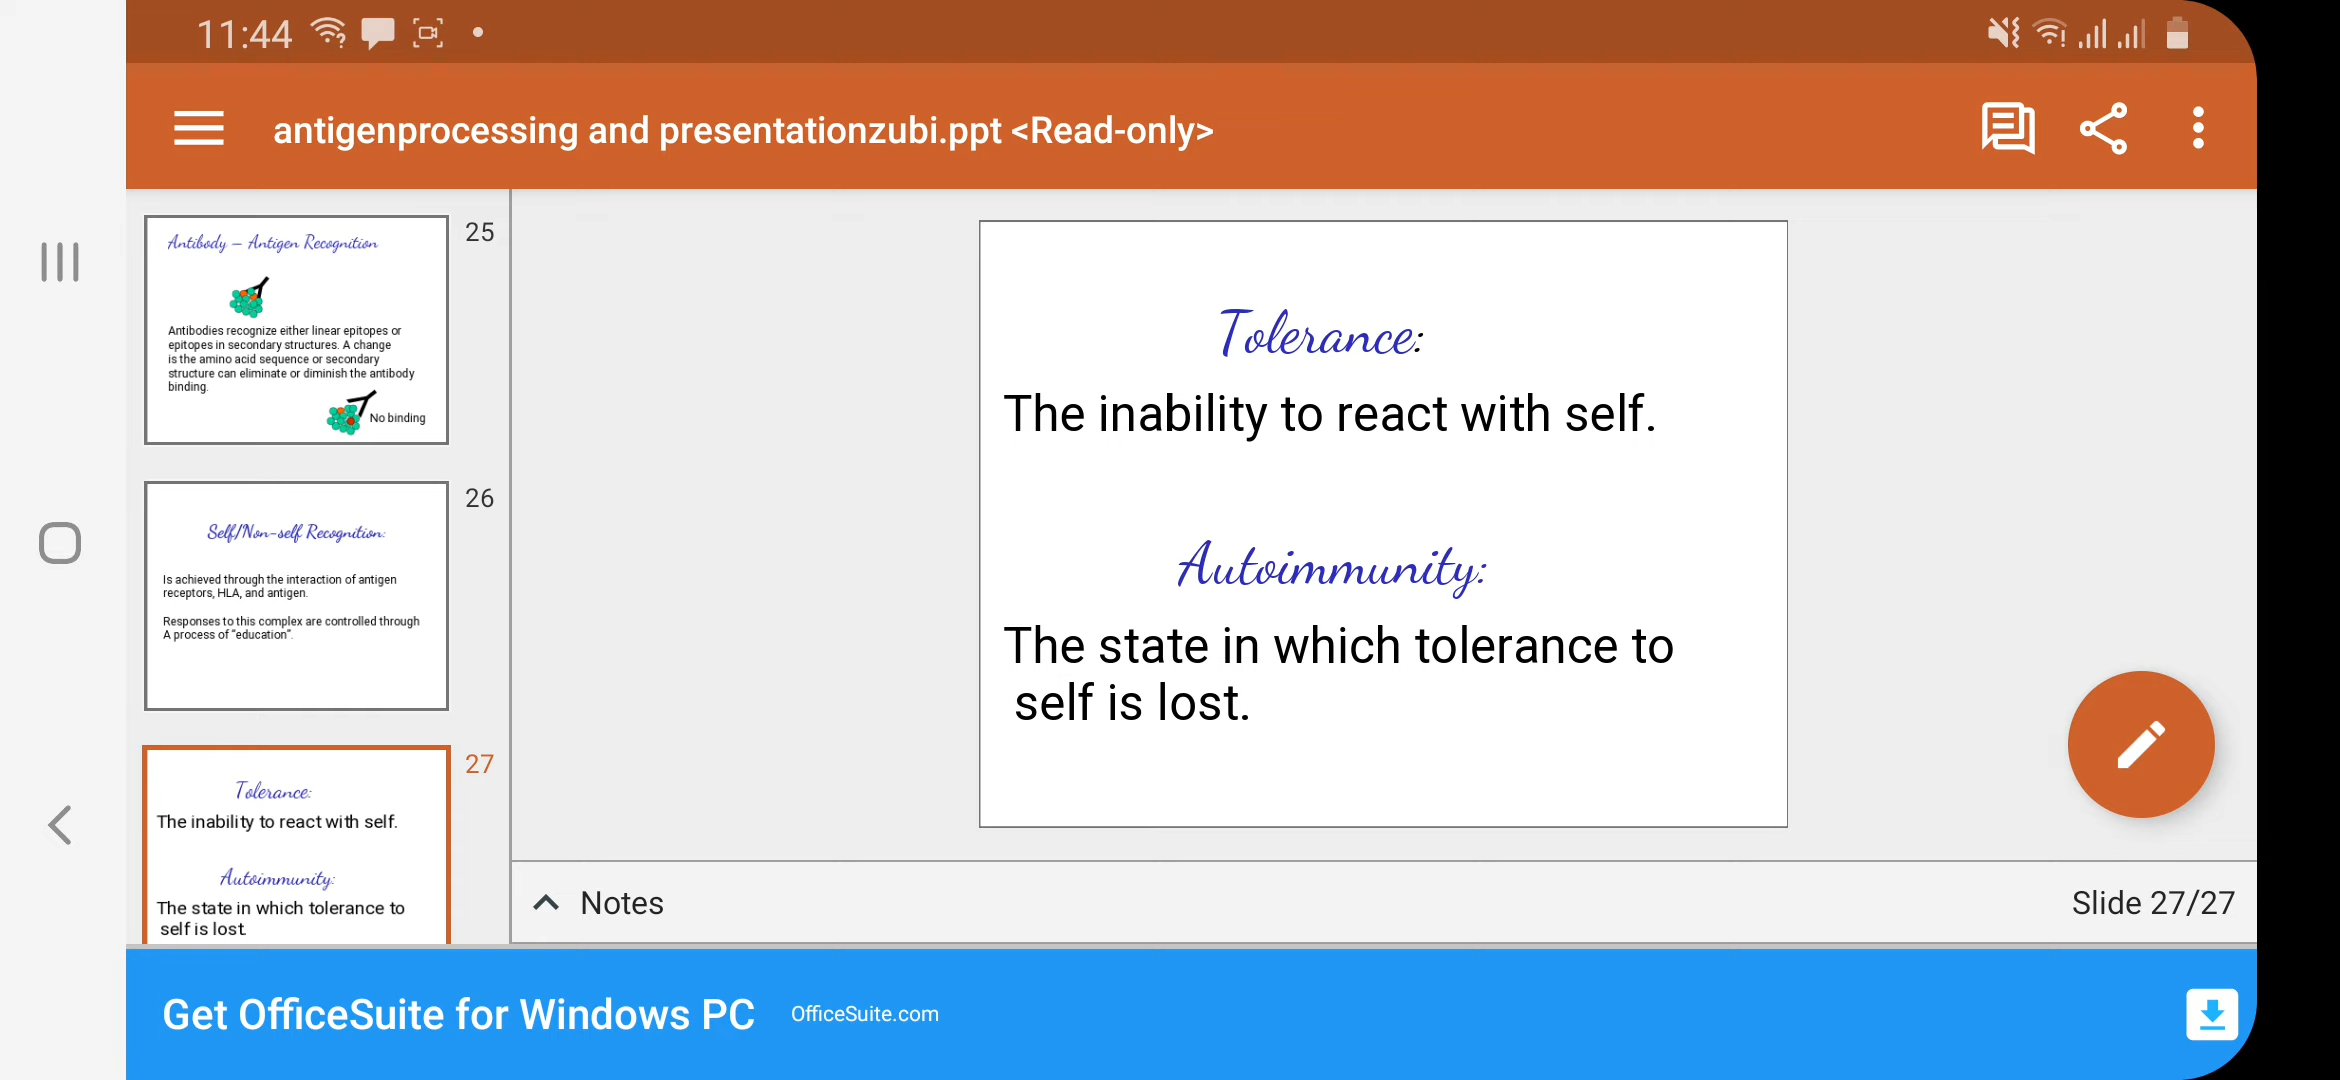 11:44
antigenprocessing and presentationzubi.ppt <Read-only>
25
Antibody – Antigen Recognition
Antibodies recognize either linear epitopes or
epitopes in secondary structures. A change
is the amino acid sequence or secondary
structure can eliminate or diminish the antibody
binding.
No binding
26
Self/Non-self Recognition:
Is achieved through the interaction of antigen
receptors, HLA, and antigen.
Responses to this complex are controlled through
A process of "education".
27
Tolerance:
The inability to react with self.
Autoimmunity:
The state in which tolerance to
self is lost.
Tolerance:
The inability to react with self.
Autoimmunity:
The state in which tolerance to
self is lost.
Notes
Slide 27/27
Get OfficeSuite for Windows PC
OfficeSuite.com